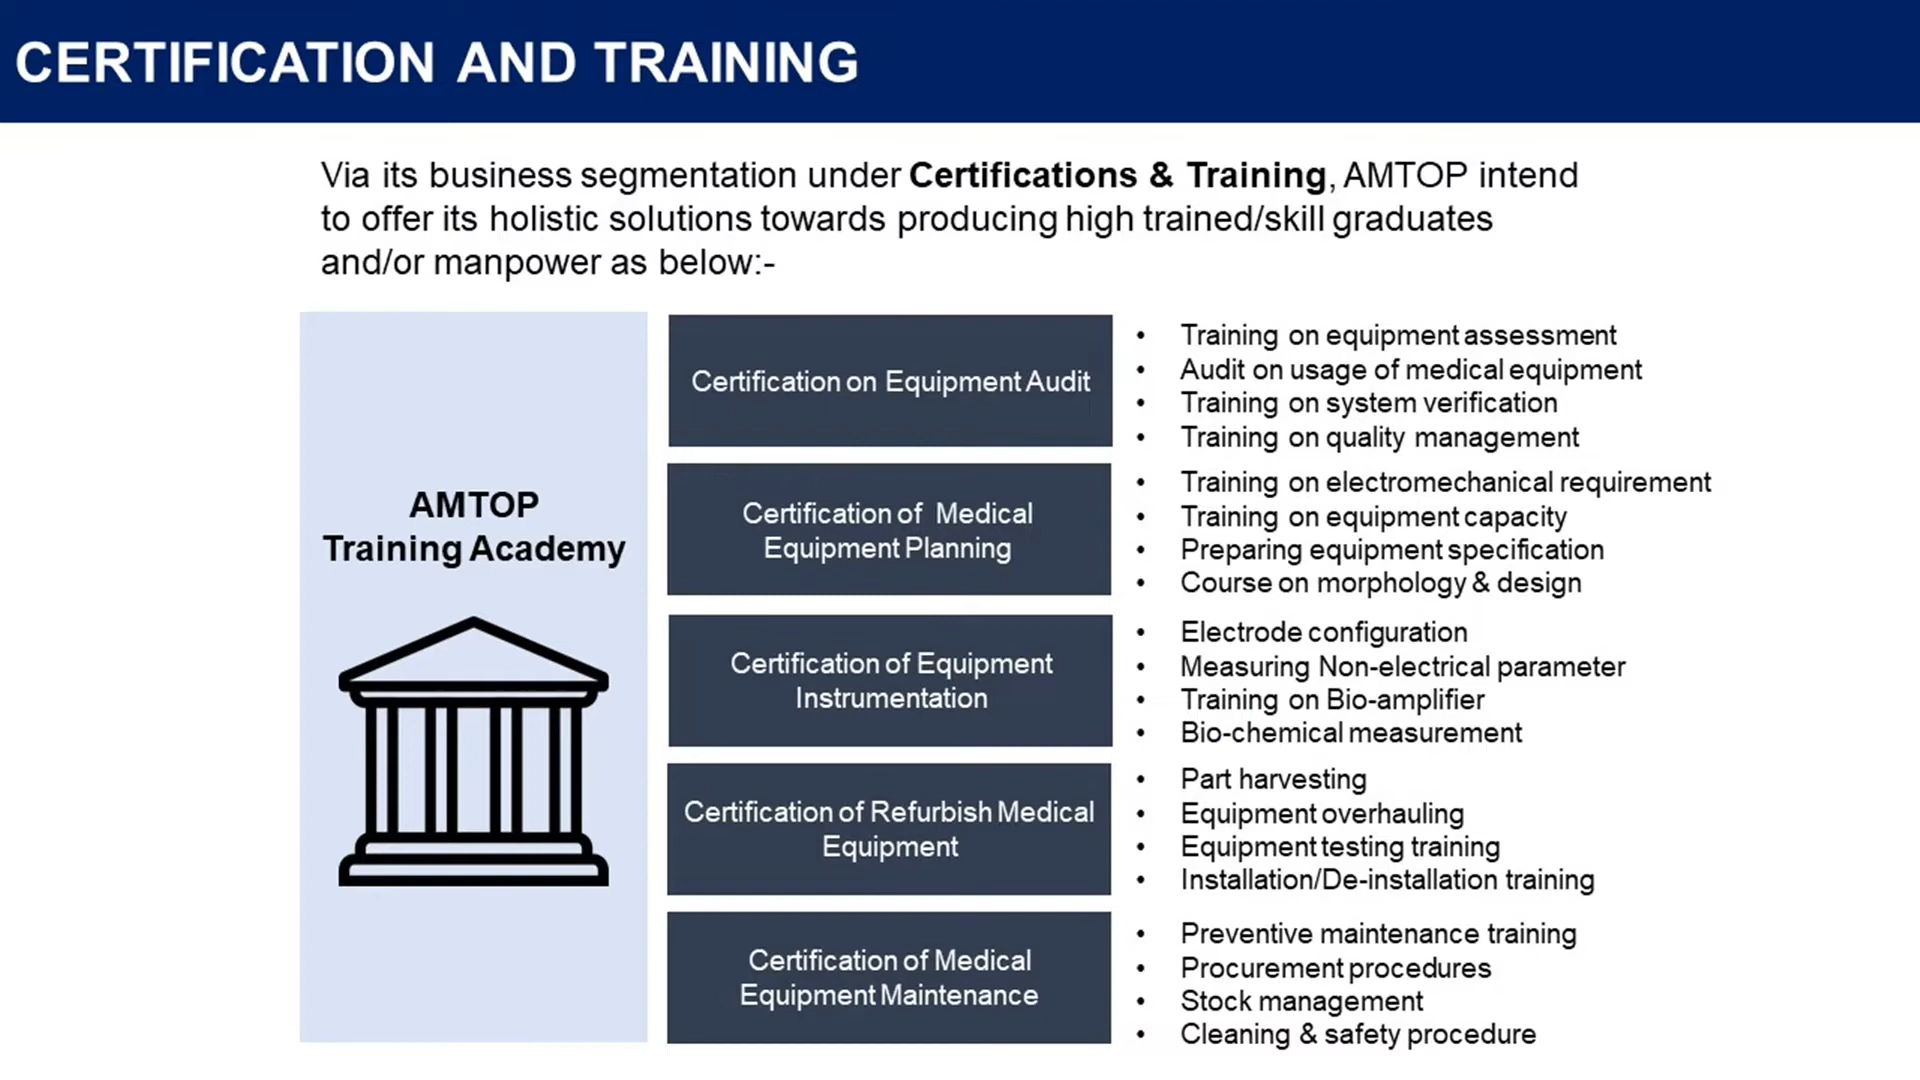 CERTIFICATION AND TRAINING
Via its business segmentation under Certifications & Training, AMTOP intend
to offer its holistic solutions towards producing high trained/skill graduates
and/or manpower as below:-
AMTOP
Training Academy
Certification on Equipment Audit
• Training on equipment assessment
• Audit on usage of medical equipment
• Training on system verification
• Training on quality management
Certification of Medical
Equipment Planning
• Training on electromechanical requirement
• Training on equipment capacity
• Preparing equipment specification
• Course on morphology & design
Certification of Equipment
Instrumentation
• Electrode configuration
• Measuring Non-electrical parameter
• Training on Bio-amplifier
• Bio-chemical measurement
Certification of Refurbish Medical
Equipment
• Part harvesting
• Equipment overhauling
• Equipment testing training
• Installation/De-installation training
Certification of Medical
Equipment Maintenance
• Preventive maintenance training
• Procurement procedures
• Stock management
• Cleaning & safety procedure